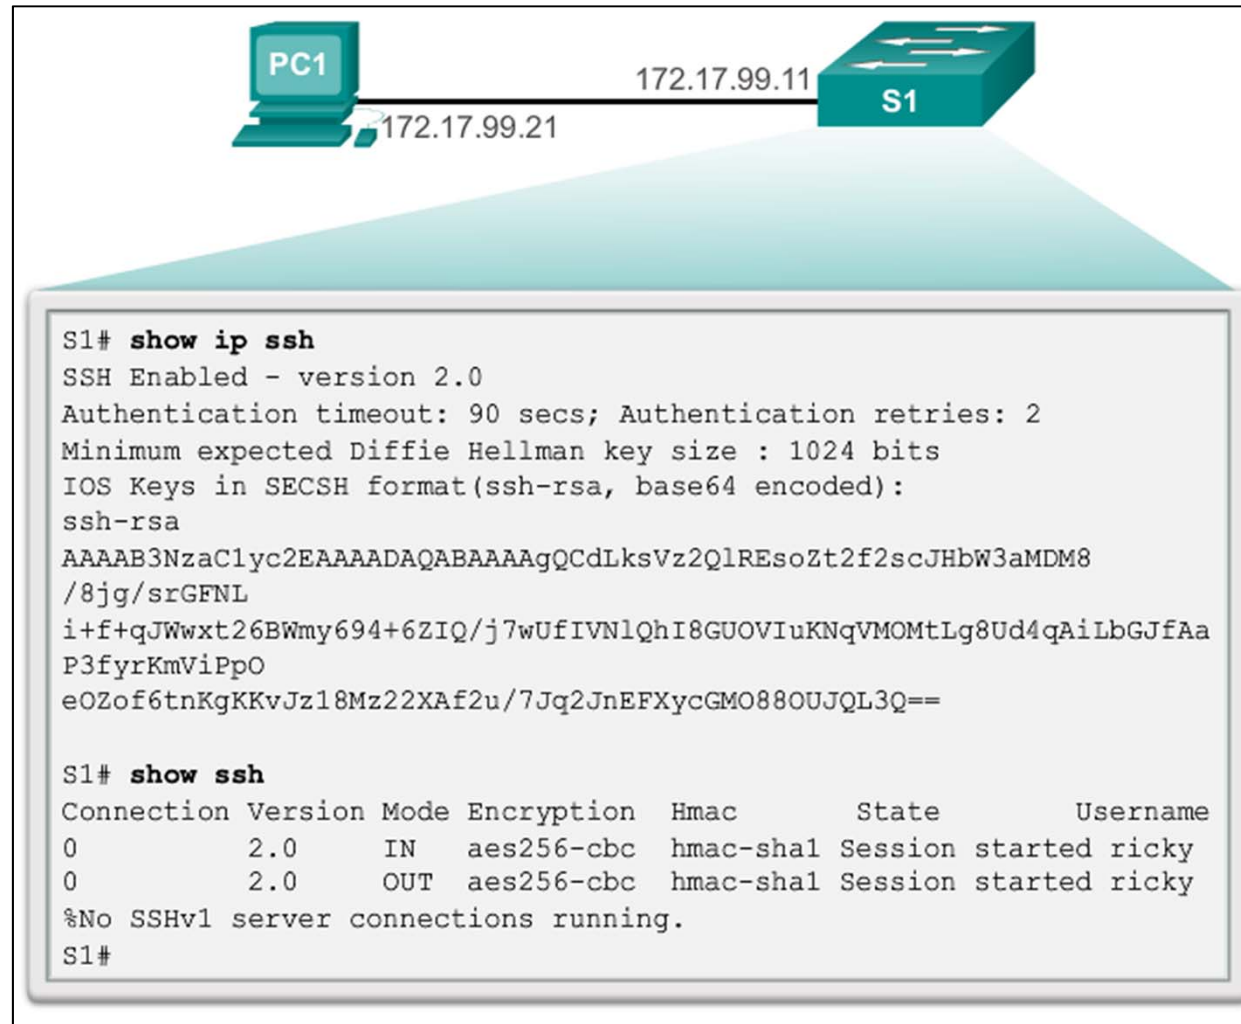 PC1
172.17.99.11
S1
172.17.99.21
S1# show ip ssh
SSH Enabled - version 2.0
Authentication timeout: 90 secs; Authentication retries: 2
Minimum expected Diffie Hellman key size : 1024 bits
IOS Keys in SECSH format(ssh-rsa, base64 encoded):
ssh-rsa
AAAAB3NzaC1yc2EAAAADAQABAAAAgQCdLksVz2QlREsoZt2f2scJHbW3aMDM8
/8jg/srGFNL
i+f+qJWwxt26BWmy694+6ZIQ/j7wUfIVNlQhI8GUOVIuKNqVMOMtLg8Ud4qAiLbGJfAa
P3fyrKmViPpO
eOZof6tnKgKKvJz18Mz22XAf2u/7Jq2JnEFXycGMO88OUJQL3Q==
S1# show ssh
Connection Version Mode Encryption Hmac State Username
0 2.0 IN aes256-cbc hmac-sha1 Session started ricky
0 2.0 OUT aes256-cbc hmac-sha1 Session started ricky
%No SSHv1 server connections running.
S1#